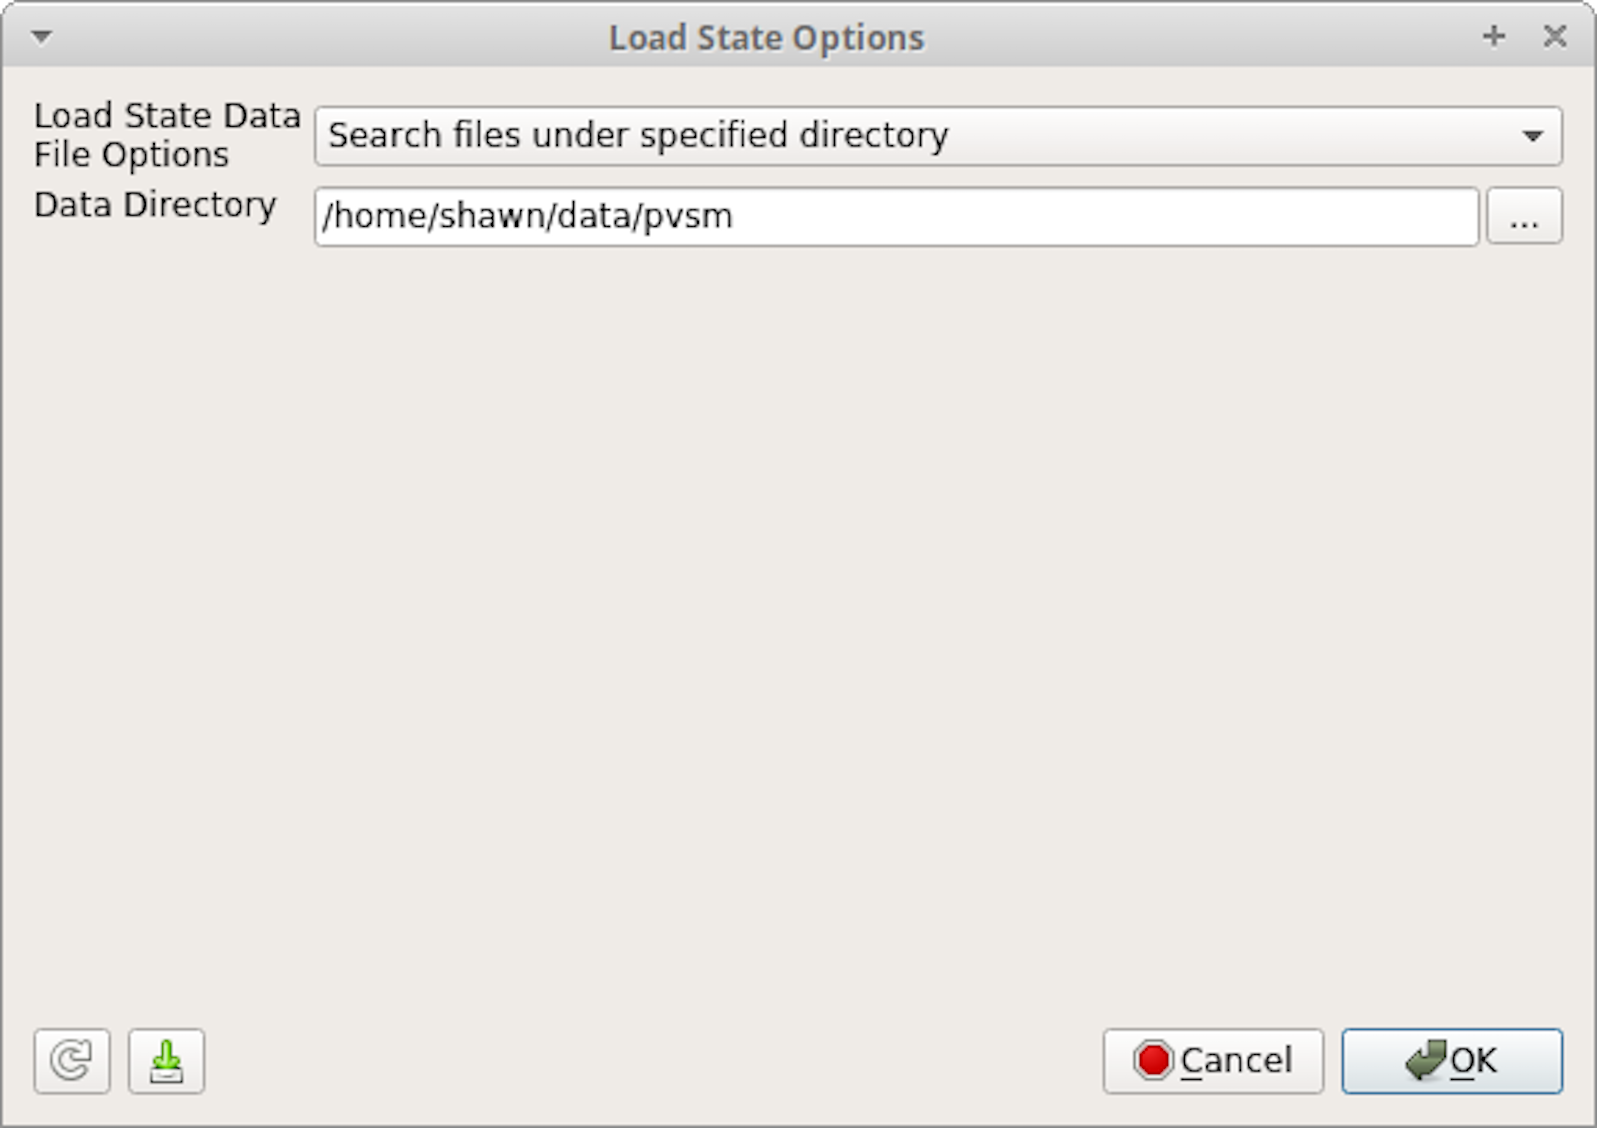 Load State Options
Load State Data
File Options
Search files under specified directory
Data Directory
/home/shawn/data/pvsm
...
Cancel
OK